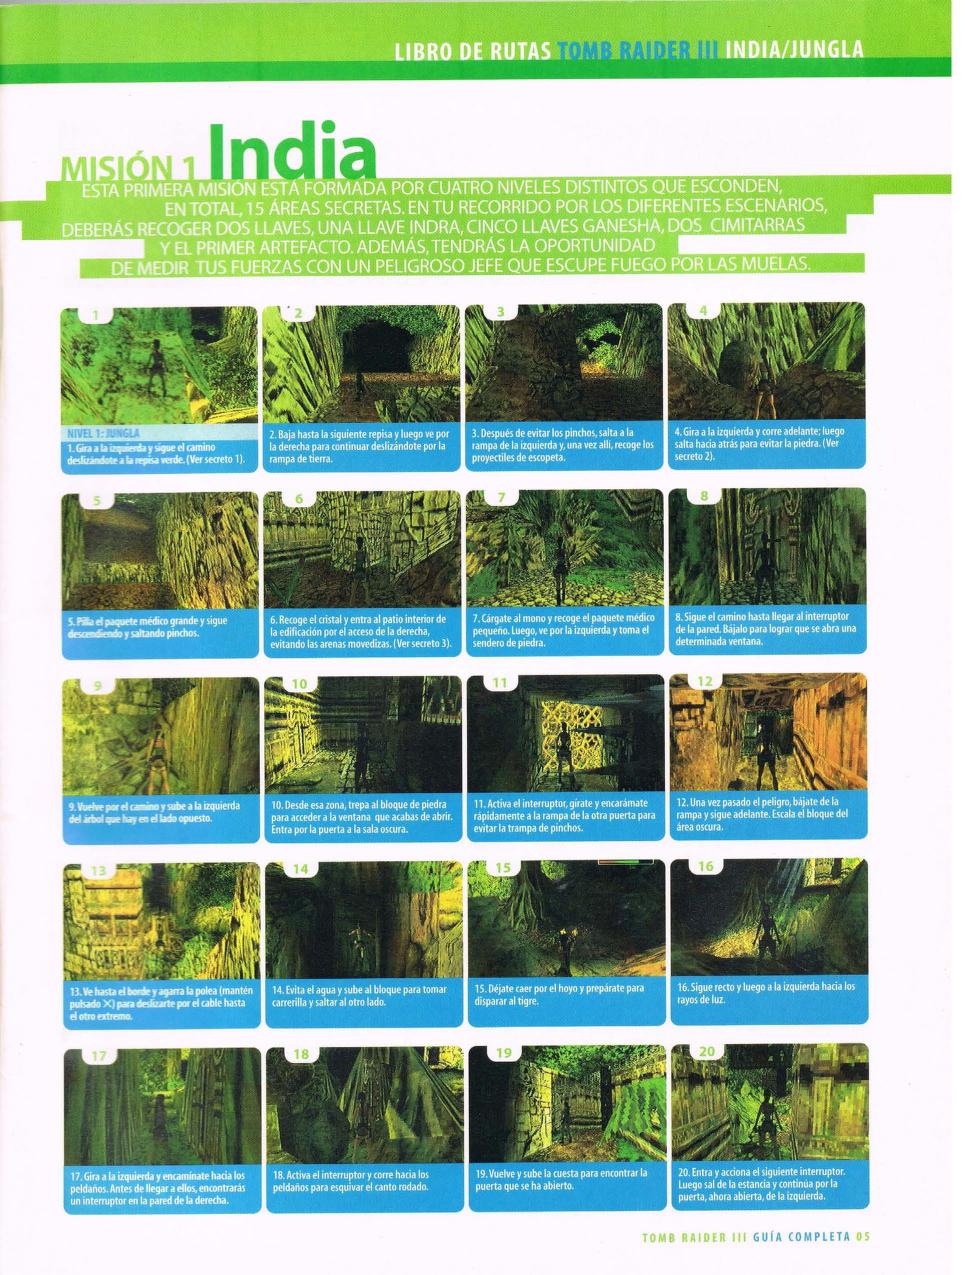 LIBRO DE RUTAS TOMB RAIDER III INDIA/JUNGLA
MISIÓN 1 India
ESTA PRIMERA MISIÓN ESTÁ FORMADA POR CUATRO NIVELES DISTINTOS QUE ESCONDEN,
EN TOTAL, 15 ÁREAS SECRETAS. EN TU RECORRIDO POR LOS DIFERENTES ESCENARIOS,
DEBERÁS RECOGER DOS LLAVES, UNA LLAVE INDRA, CINCO LLAVES GANESHA, DOS CIMITARRAS
Y EL PRIMER ARTEFACTO. ADEMÁS, TENDRÁS LA OPORTUNIDAD
DE MEDIR TUS FUERZAS CON UN PELIGROSO JEFE QUE ESCUPE FUEGO POR LAS MUELAS.
1
NIVEL 1: JUNGLA
1. Gira a la izquierda y sigue el camino
deslizándote a la repisa verde. (Ver secreto 1).
2
2. Baja hasta la siguiente repisa y luego ve por
la derecha para continuar deslizándote por la
rampa de tierra.
3
3. Después de evitar los pinchos, salta a la
rampa de la izquierda y, una vez allí, recoge los
proyectiles de escopeta.
4
4. Gira a la izquierda y corre adelante; luego
salta hacia atrás para evitar la piedra. (Ver
secreto 2).
5
5. Pilla el paquete médico grande y sigue
descendiendo y saltando pinchos.
6
6. Recoge el cristal y entra al patio interior de
la edificación por el acceso de la derecha,
evitando las arenas movedizas. (Ver secreto 3).
7
7. Cárgate al mono y recoge el paquete médico
pequeño. Luego, ve por la izquierda y toma el
sendero de piedra.
8
8. Sigue el camino hasta llegar al interruptor
de la pared. Bájalo para lograr que se abra una
determinada ventana.
9
9. Vuelve por el camino y sube a la izquierda
del árbol que hay en el lado opuesto.
10
10. Desde esa zona, trepa al bloque de piedra
para acceder a la ventana que acabas de abrir.
Entra por la puerta a la sala oscura.
11
11. Activa el interruptor, gírate y encarámate
rápidamente a la rampa de la otra puerta para
evitar la trampa de pinchos.
12
12. Una vez pasado el peligro, bájate de la
rampa y sigue adelante. Escala el bloque del
área oscura.
13
13. Ve hasta el borde y agarra la polea (mantén
pulsado ✕) para deslizarte por el cable hasta
el otro extremo.
14
14. Evita el agua y sube al bloque para tomar
carrerilla y saltar al otro lado.
15
15. Déjate caer por el hoyo y prepárate para
disparar al tigre.
16
16. Sigue recto y luego a la izquierda hacia los
rayos de luz.
17
17. Gira a la izquierda y encamínate hacia los
peldaños. Antes de llegar a ellos, encontrarás
un interruptor en la pared de la derecha.
18
18. Activa el interruptor y corre hacia los
peldaños para esquivar el canto rodado.
19
19. Vuelve y sube la cuesta para encontrar la
puerta que se ha abierto.
20
20. Entra y acciona el siguiente interruptor.
Luego sal de la estancia y continúa por la
puerta, ahora abierta, de la izquierda.
TOMB RAIDER III GUÍA COMPLETA 05